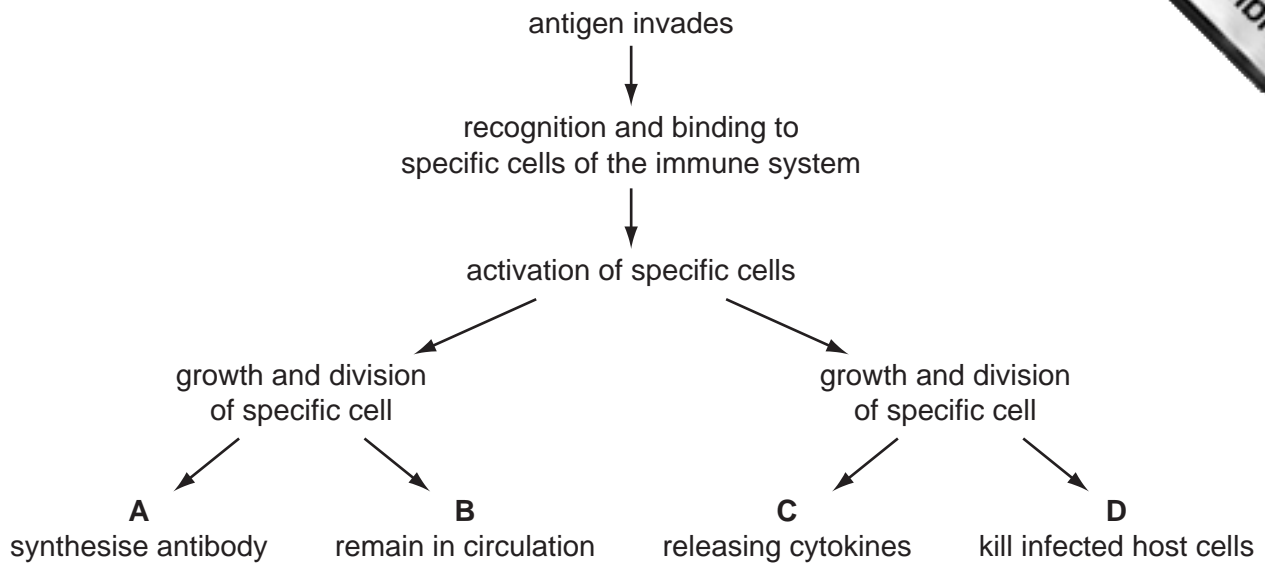 antigen invades
recognition and binding to
specific cells of the immune system
activation of specific cells
growth and division
of specific cell
growth and division
of specific cell
A
synthesise antibody
B
remain in circulation
C
releasing cytokines
D
kill infected host cells